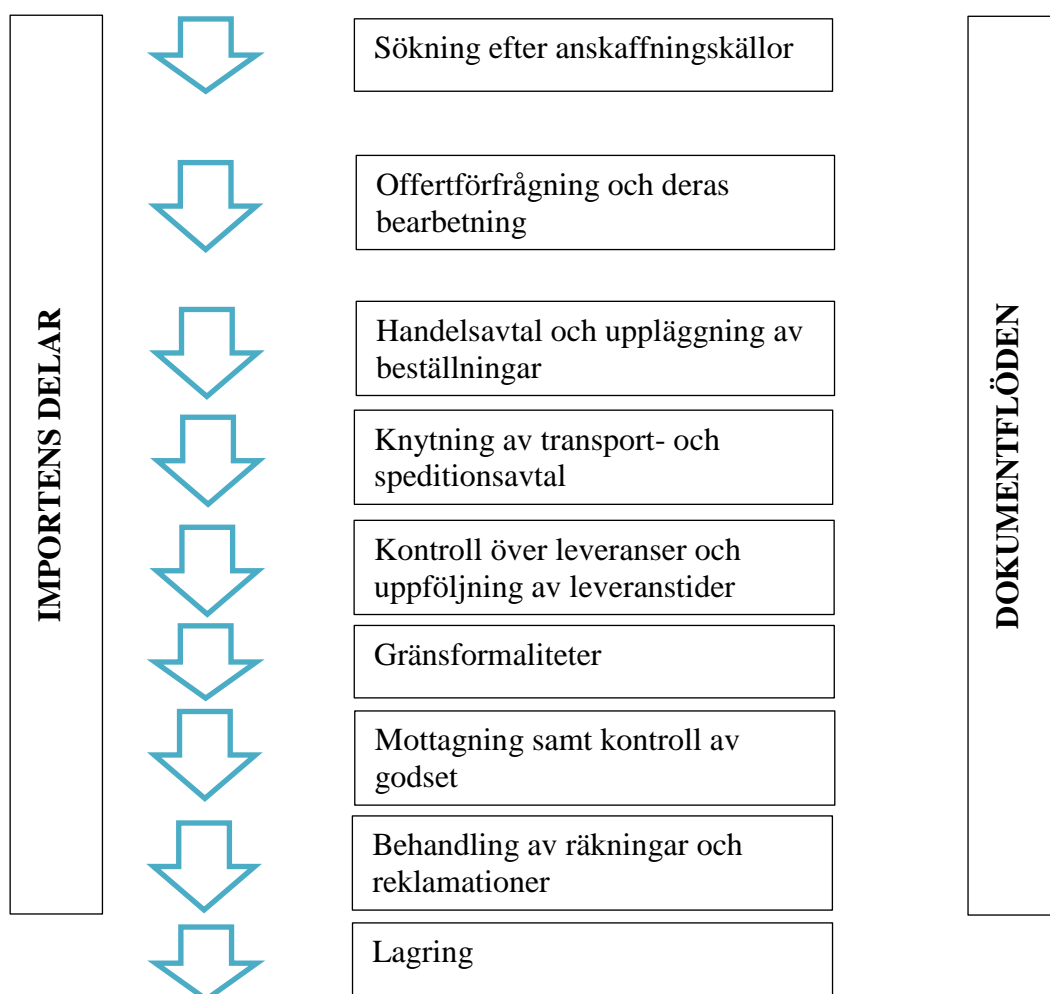 IMPORTENS DELAR
Sökning efter anskaffningskällor
Offertförfrågning och deras
bearbetning
Handelsavtal och uppläggning av
beställningar
Knytning av transport- och
speditionsavtal
Kontroll över leveranser och
uppföljning av leveranstider
Gränsformaliteter
Mottagning samt kontroll av
godset
Behandling av räkningar och
reklamationer
Lagring
DOKUMENTFLÖDEN